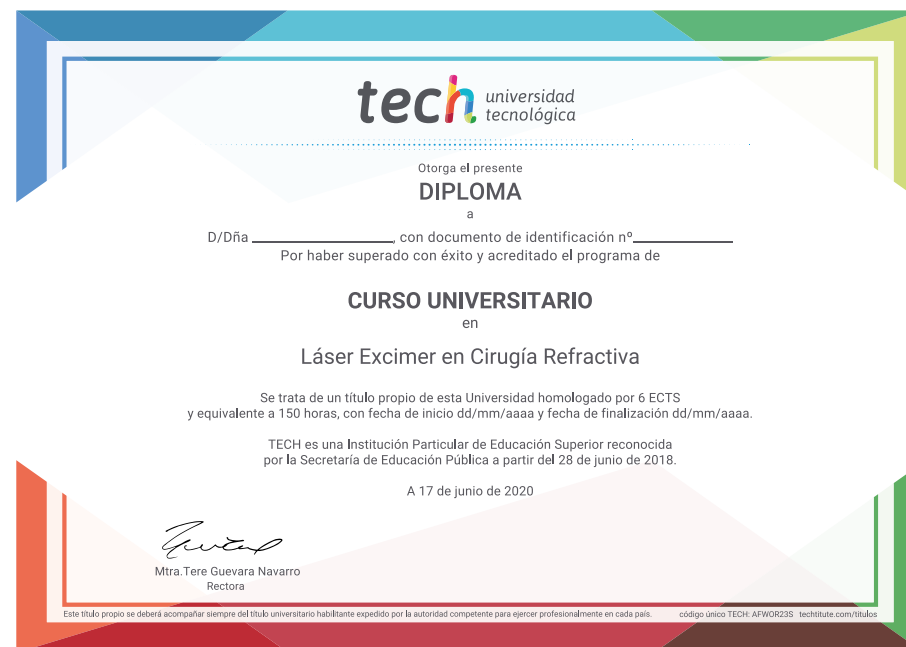 tech universidad
tecnológica
Otorga el presente
DIPLOMA
a
D/Dña ____________, con documento de identificación nº____________
Por haber superado con éxito y acreditado el programa de
CURSO UNIVERSITARIO
en
Láser Excimer en Cirugía Refractiva
Se trata de un título propio de esta Universidad homologado por 6 ECTS
y equivalente a 150 horas, con fecha de inicio dd/mm/aaaa y fecha de finalización dd/mm/aaaa.
TECH es una Institución Particular de Educación Superior reconocida
por la Secretaría de Educación Pública a partir del 28 de junio de 2018.
A 17 de junio de 2020
Mtra.Tere Guevara Navarro
Rectora
Este título propio se deberá acompañar siempre del título universitario habilitante expedido por la autoridad competente para ejercer profesionalmente en cada país. código único TECH: AFWOR23S techtitute.com/titulos